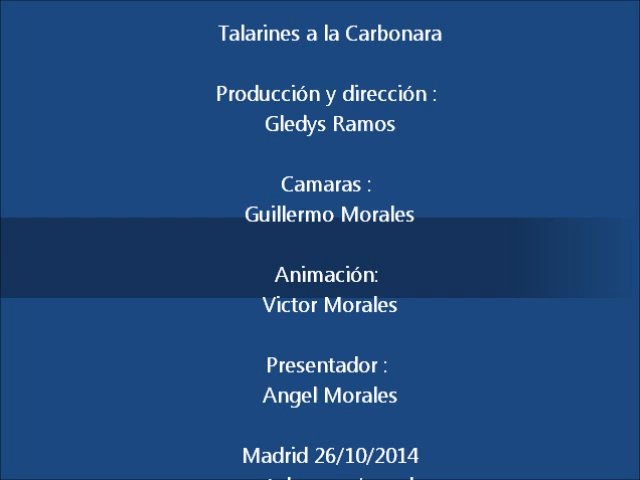 Talarines a la Carbonara
Producción y dirección :
Gledys Ramos
Camaras :
Guillermo Morales
Animación:
Victor Morales
Presentador :
Angel Morales
Madrid 26/10/2014